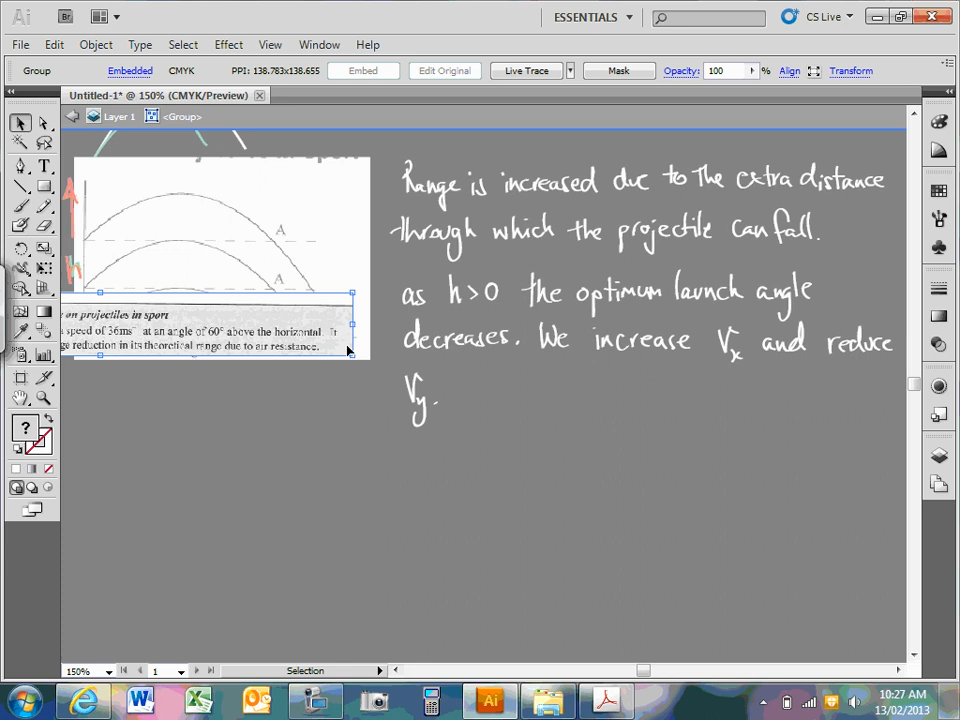 Ai
Br
ESSENTIALS
CS Live
File Edit Object Type Select Effect View Window Help
Group Embedded CMYK PPI: 138.783x138.655 Embed Edit Original Live Trace Mask Opacity: 100 % Align Transform
Untitled-1* @ 150% (CMYK/Preview)
Layer 1 <Group>
A
A
h
Range is increased due to the extra distance
through which the projectile can fall.
as h>0 the optimum launch angle
decreases. We increase Vx and reduce
Vy.
e on projectiles in sport
speed of 36ms⁻ at an angle of 60° above the horizontal. It
ge reduction in its theoretical range due to air resistance.
T
?
150% 1 Selection
Ai
10:27 AM
13/02/2013